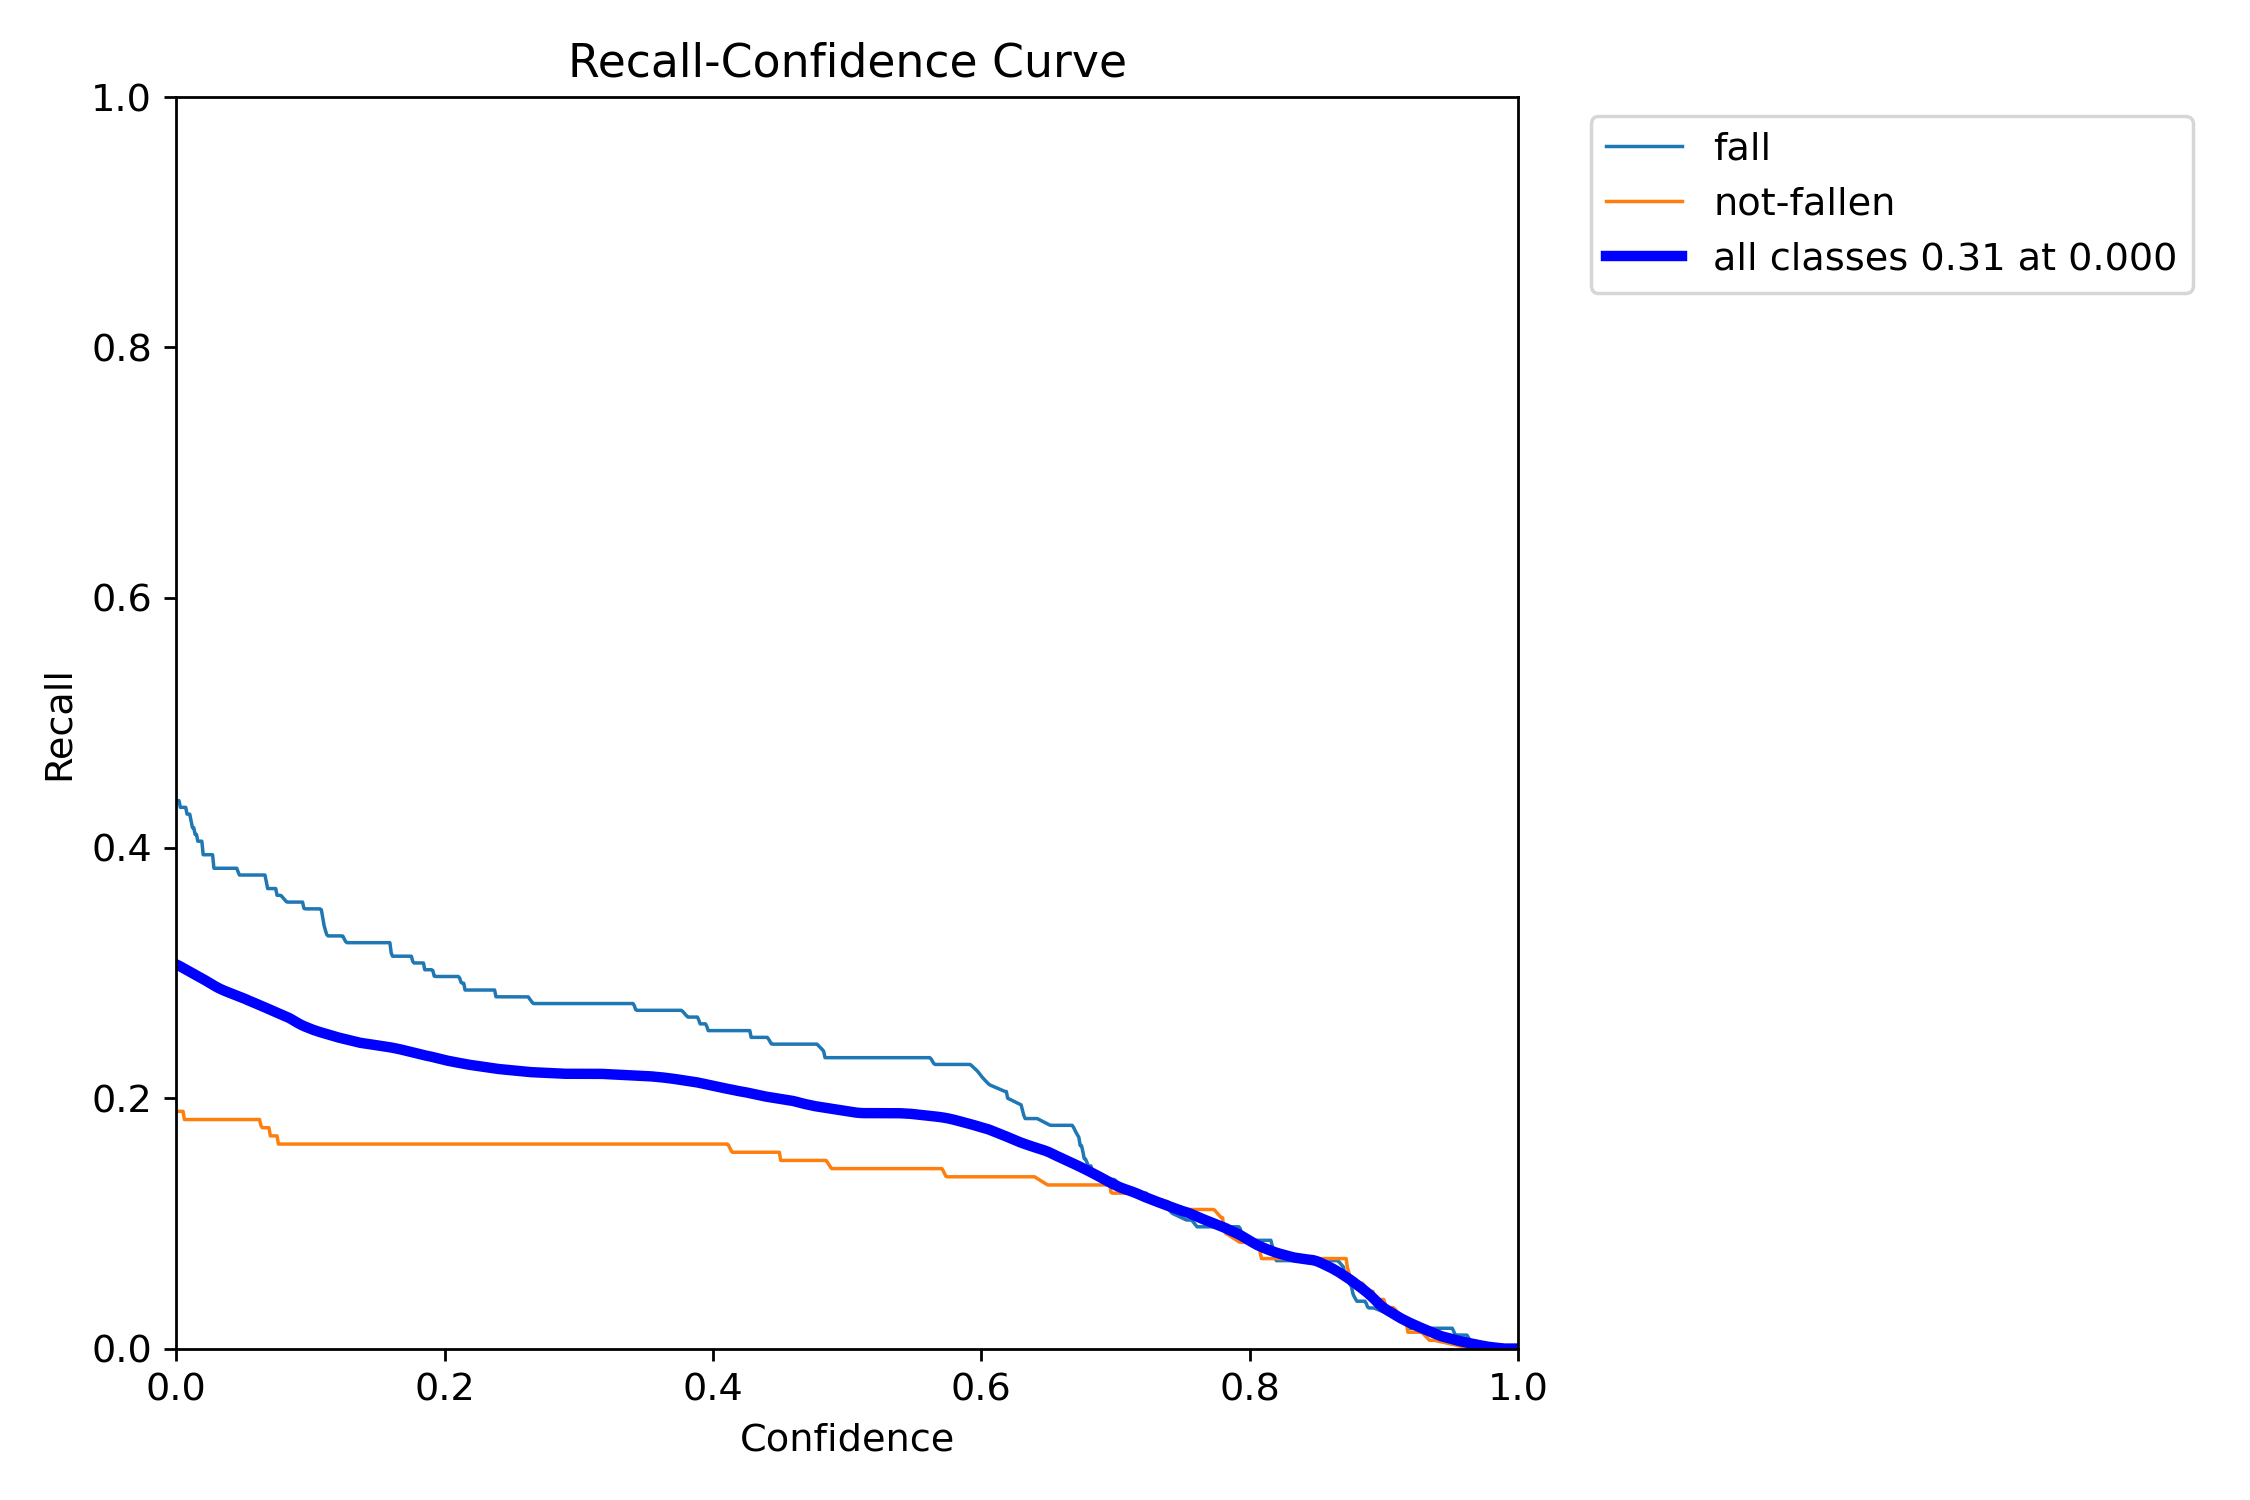 Recall-Confidence Curve
1.0
0.8
0.6
0.4
0.2
0.0
Recall
0.0 0.2 0.4 0.6 0.8 1.0
Confidence
fall
not-fallen
all classes 0.31 at 0.000